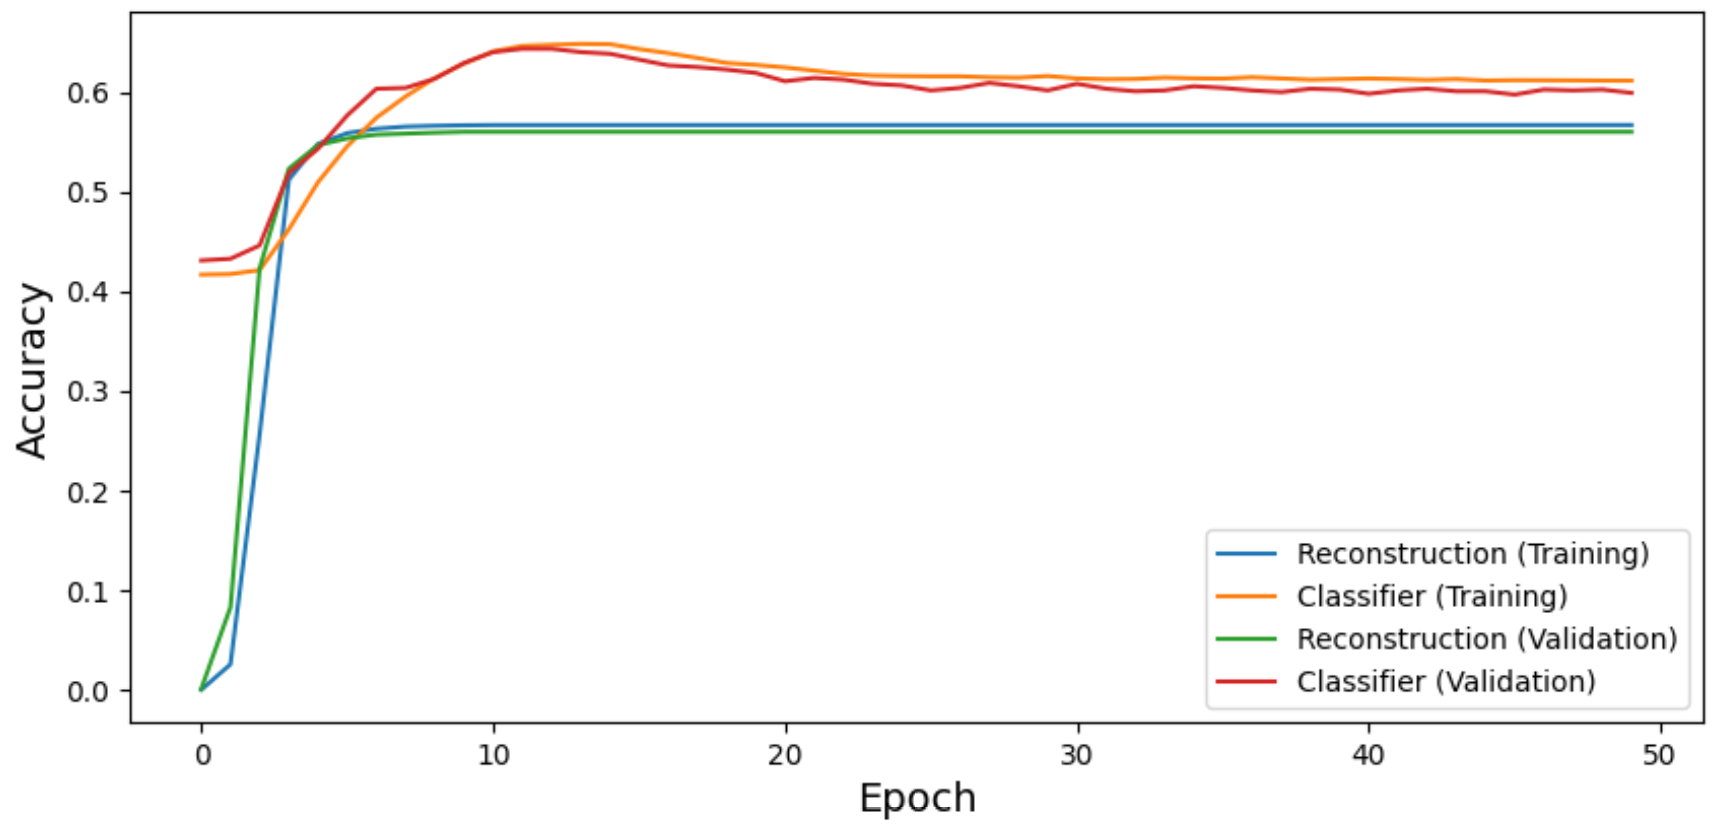 Accuracy
0.6
0.5
0.4
0.3
0.2
0.1
0.0
Reconstruction (Training)
Classifier (Training)
Reconstruction (Validation)
Classifier (Validation)
0 10 20 30 40 50
Epoch